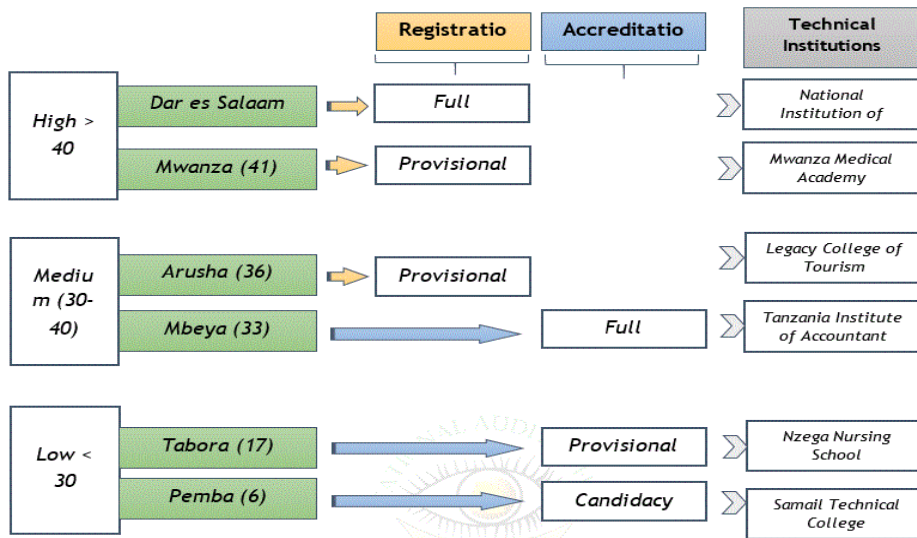 Registratio
Accreditatio
Technical
Institutions
High >
40
Dar es Salaam
Full
National
Institution of
Mwanza (41)
Provisional
Mwanza Medical
Academy
Mediu
m (30-
40)
Arusha (36)
Provisional
Legacy College of
Tourism
Mbeya (33)
Full
Tanzania Institute
of Accountant
Low <
30
Tabora (17)
Provisional
Nzega Nursing
School
Pemba (6)
Candidacy
Samail Technical
College